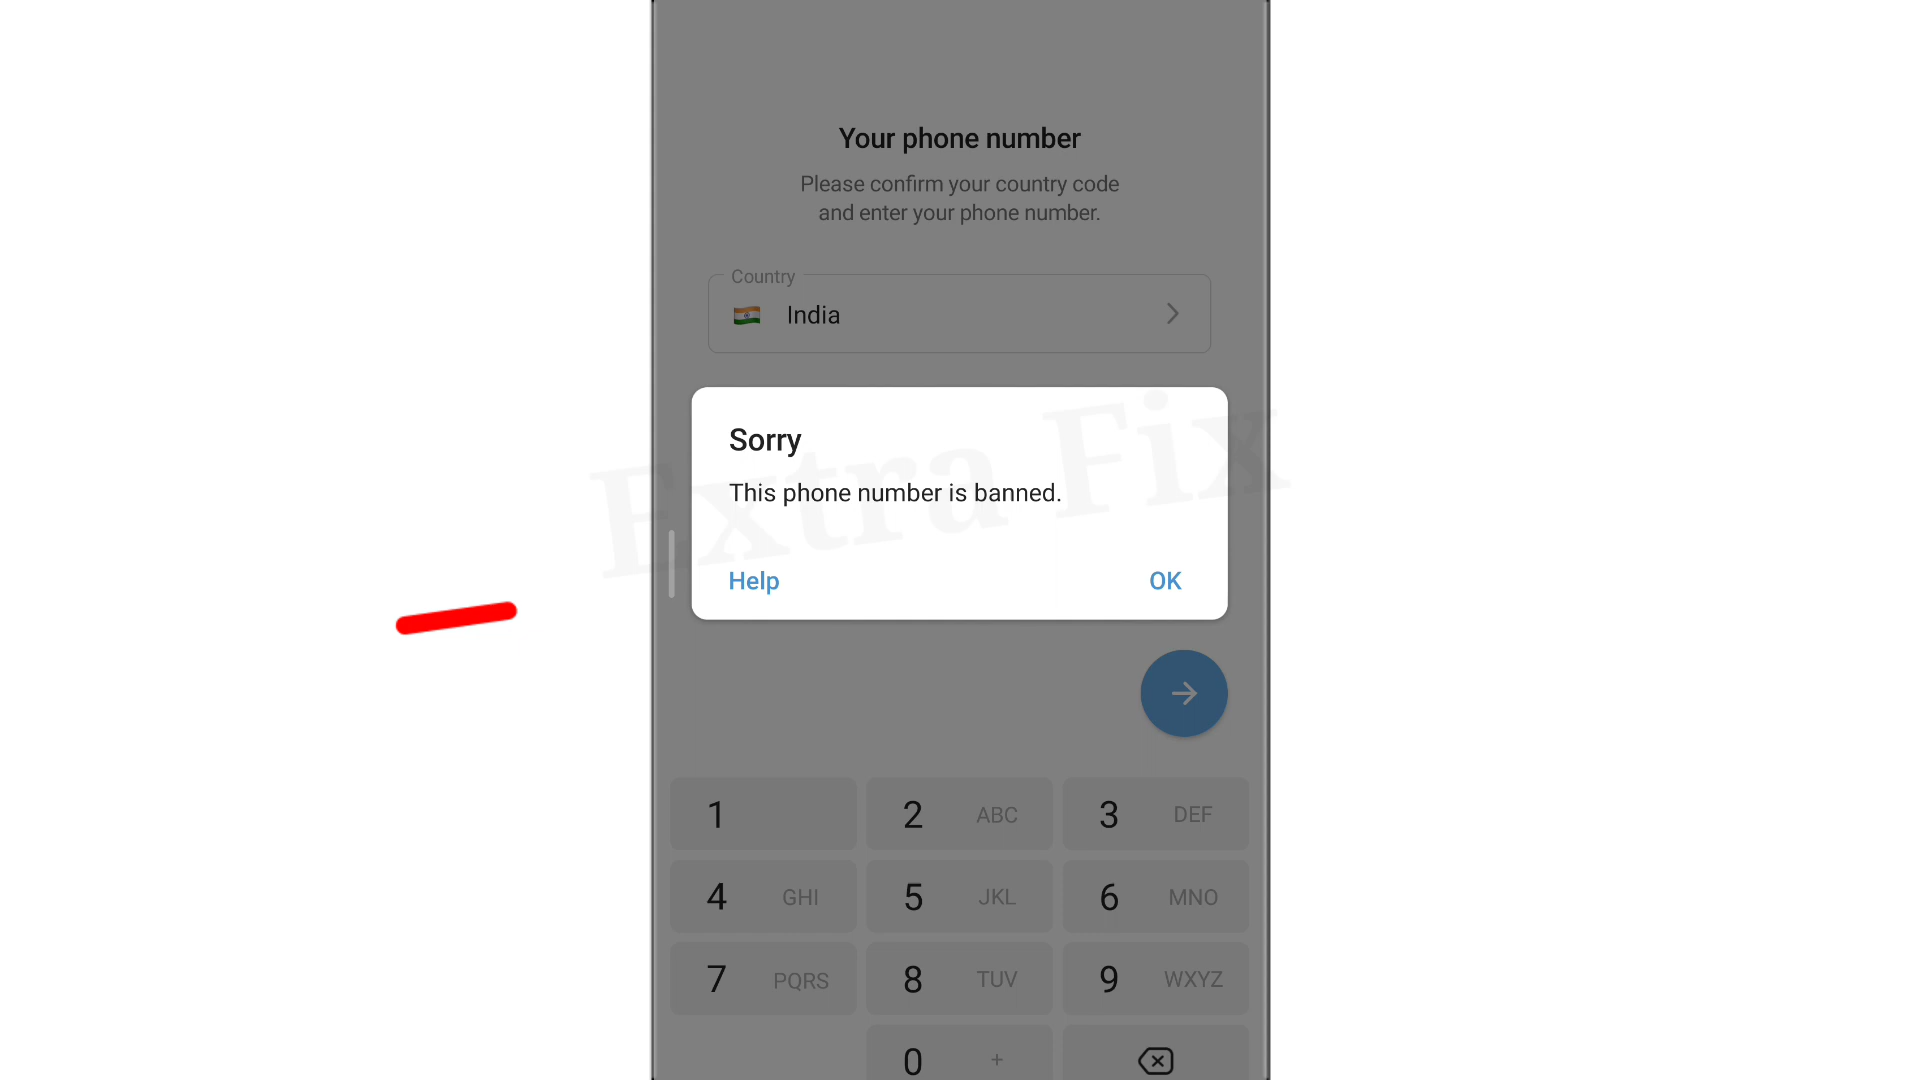 Your phone number
Please confirm your country code
and enter your phone number.
Country
India
Extra Fix
Sorry
This phone number is banned.
Help
OK
1
2 ABC
3 DEF
4 GHI
5 JKL
6 MNO
7 PQRS
8 TUV
9 WXYZ
0 +